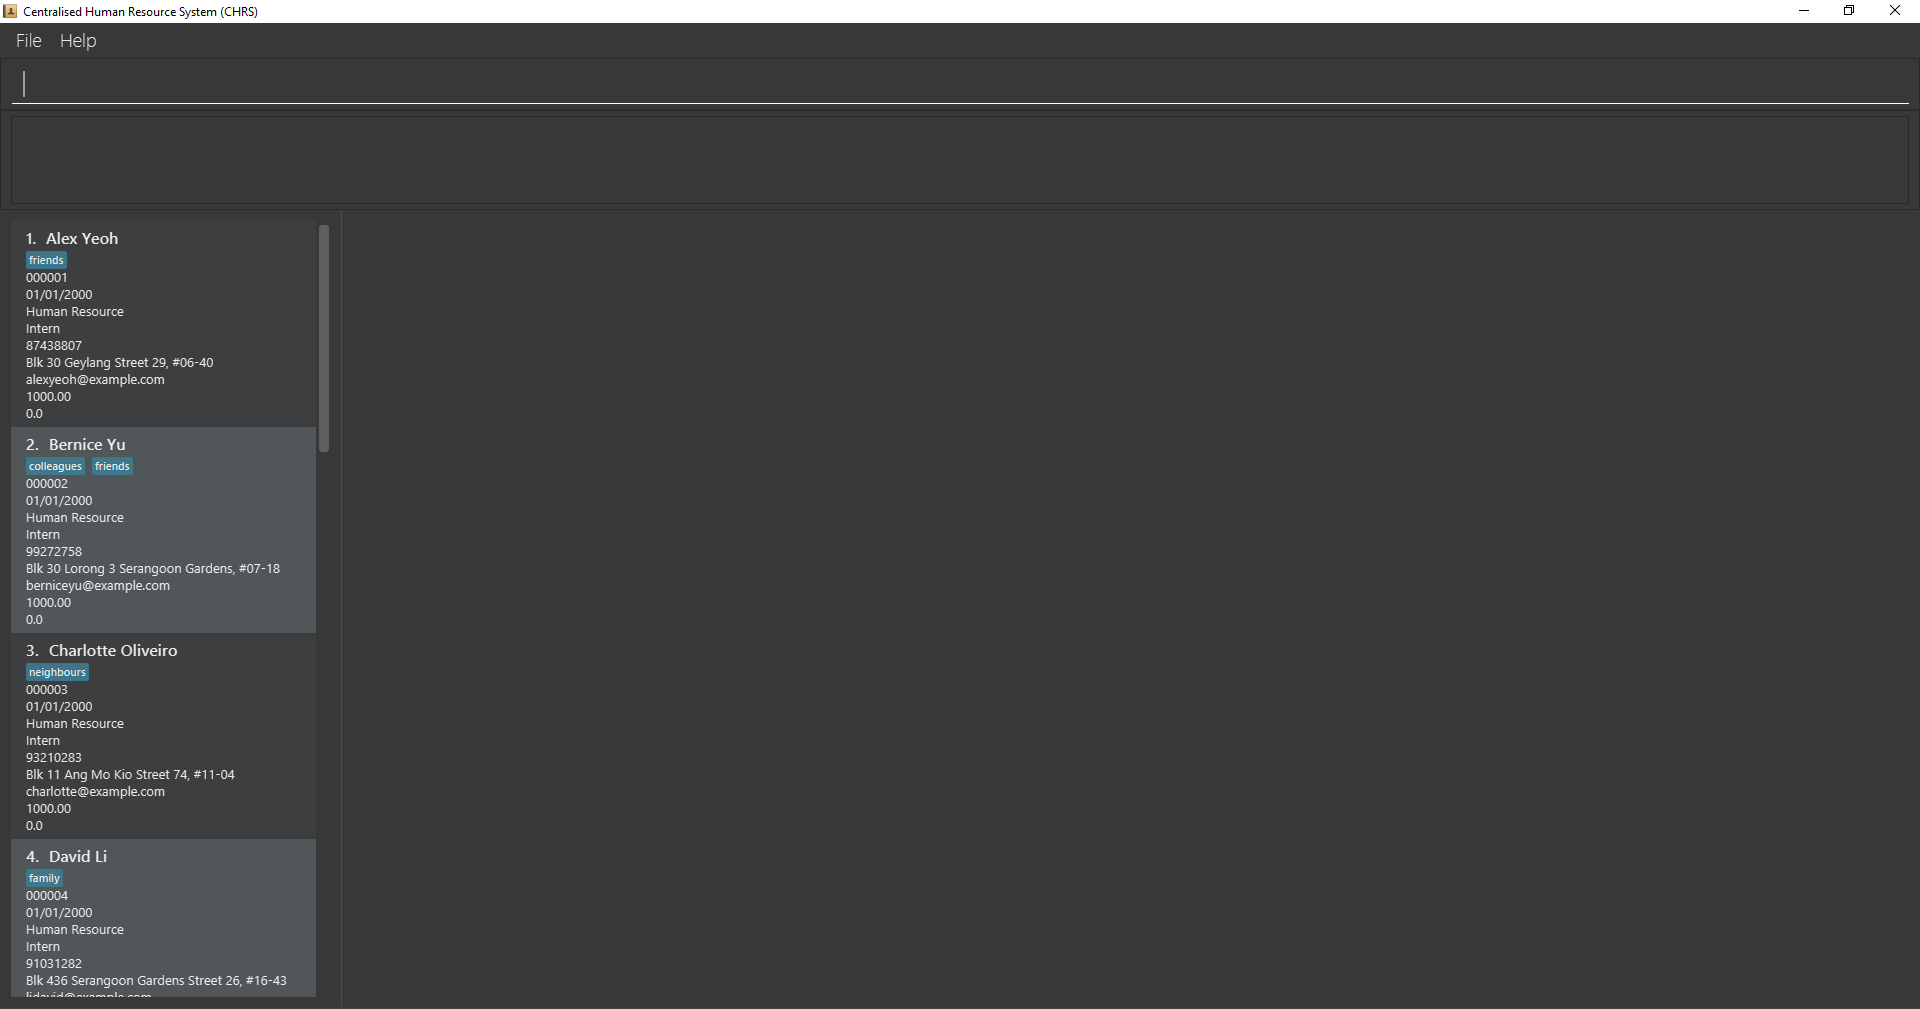 Centralised Human Resource System (CHRS)
File Help
1. Alex Yeoh
friends
000001
01/01/2000
Human Resource
Intern
87438807
Blk 30 Geylang Street 29, #06-40
alexyeoh@example.com
1000.00
0.0
2. Bernice Yu
colleagues friends
000002
01/01/2000
Human Resource
Intern
99272758
Blk 30 Lorong 3 Serangoon Gardens, #07-18
berniceyu@example.com
1000.00
0.0
3. Charlotte Oliveiro
neighbours
000003
01/01/2000
Human Resource
Intern
93210283
Blk 11 Ang Mo Kio Street 74, #11-04
charlotte@example.com
1000.00
0.0
4. David Li
family
000004
01/01/2000
Human Resource
Intern
91031282
Blk 436 Serangoon Gardens Street 26, #16-43
lidavid@example.com